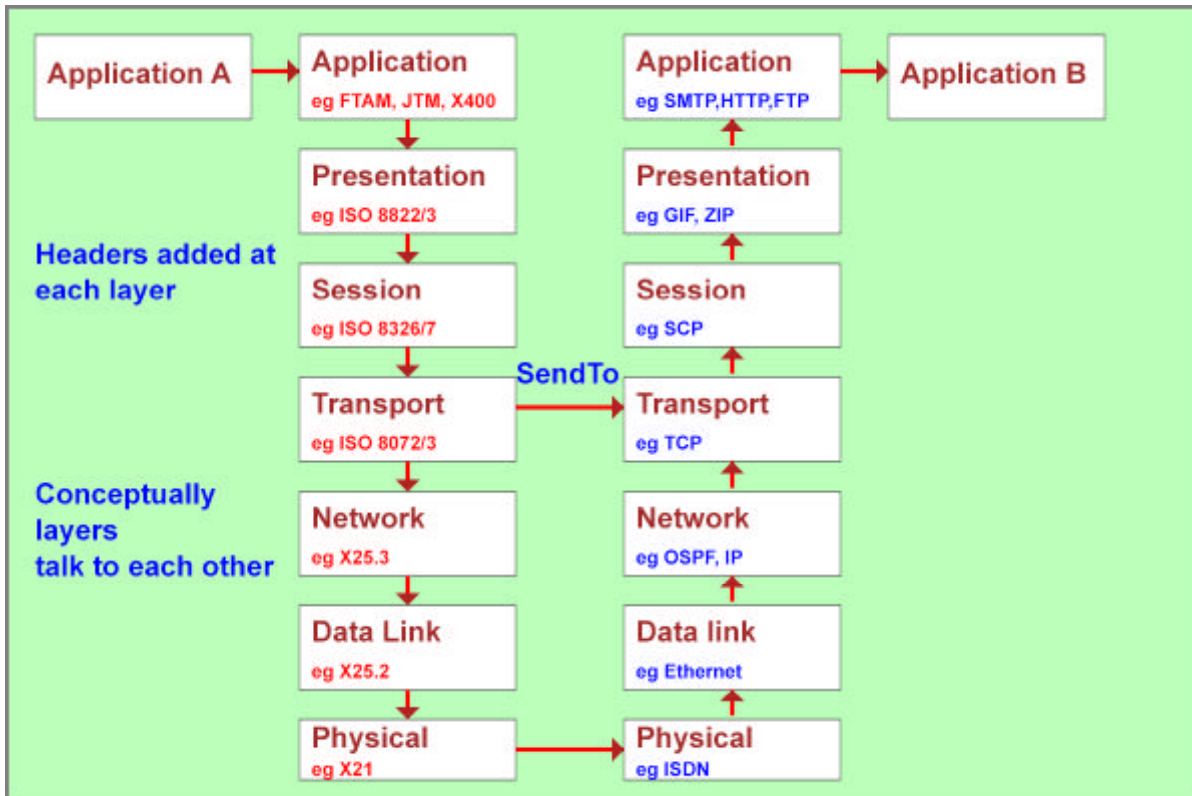 Application A
Application
eg FTAM, JTM, X400
Application
eg SMTP,HTTP,FTP
Application B
Presentation
eg ISO 8822/3
Presentation
eg GIF, ZIP
Headers added at
each layer
Session
eg ISO 8326/7
Session
eg SCP
SendTo
Transport
eg ISO 8072/3
Transport
eg TCP
Conceptually
layers
talk to each other
Network
eg X25.3
Network
eg OSPF, IP
Data Link
eg X25.2
Data link
eg Ethernet
Physical
eg X21
Physical
eg ISDN